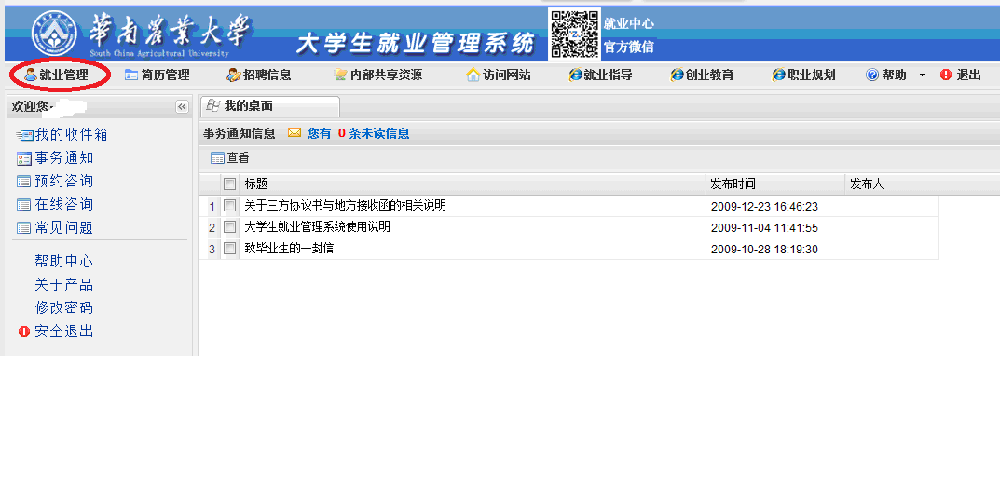 華南農業大學
South China Agricultural University
大学生就业管理系统
就业中心
官方微信
就业管理 简历管理 招聘信息 内部共享资源 访问网站 就业指导 创业教育 职业规划 帮助 退出
欢迎您
我的收件箱
事务通知
预约咨询
在线咨询
常见问题
帮助中心
关于产品
修改密码
安全退出
我的桌面
事务通知信息 您有 0 条未读信息
查看
标题 发布时间 发布人
1 关于三方协议书与地方接收函的相关说明 2009-12-23 16:46:23
2 大学生就业管理系统使用说明 2009-11-04 11:41:55
3 致毕业生的一封信 2009-10-28 18:19:30